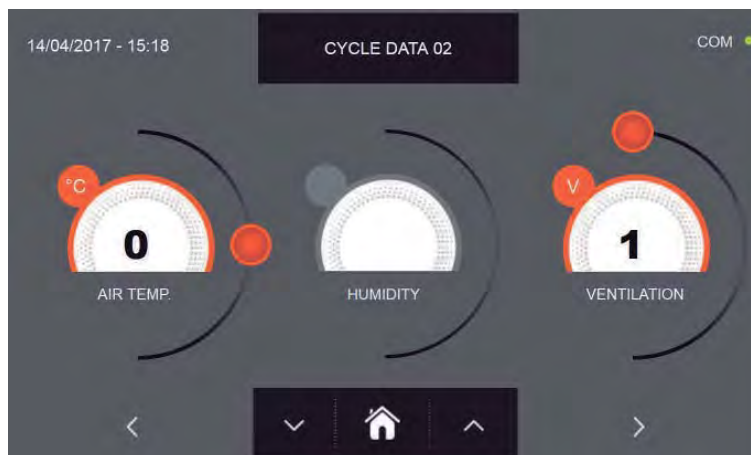 14/04/2017 - 15:18
CYCLE DATA 02
COM
°C
V
0
1
AIR TEMP.
HUMIDITY
VENTILATION